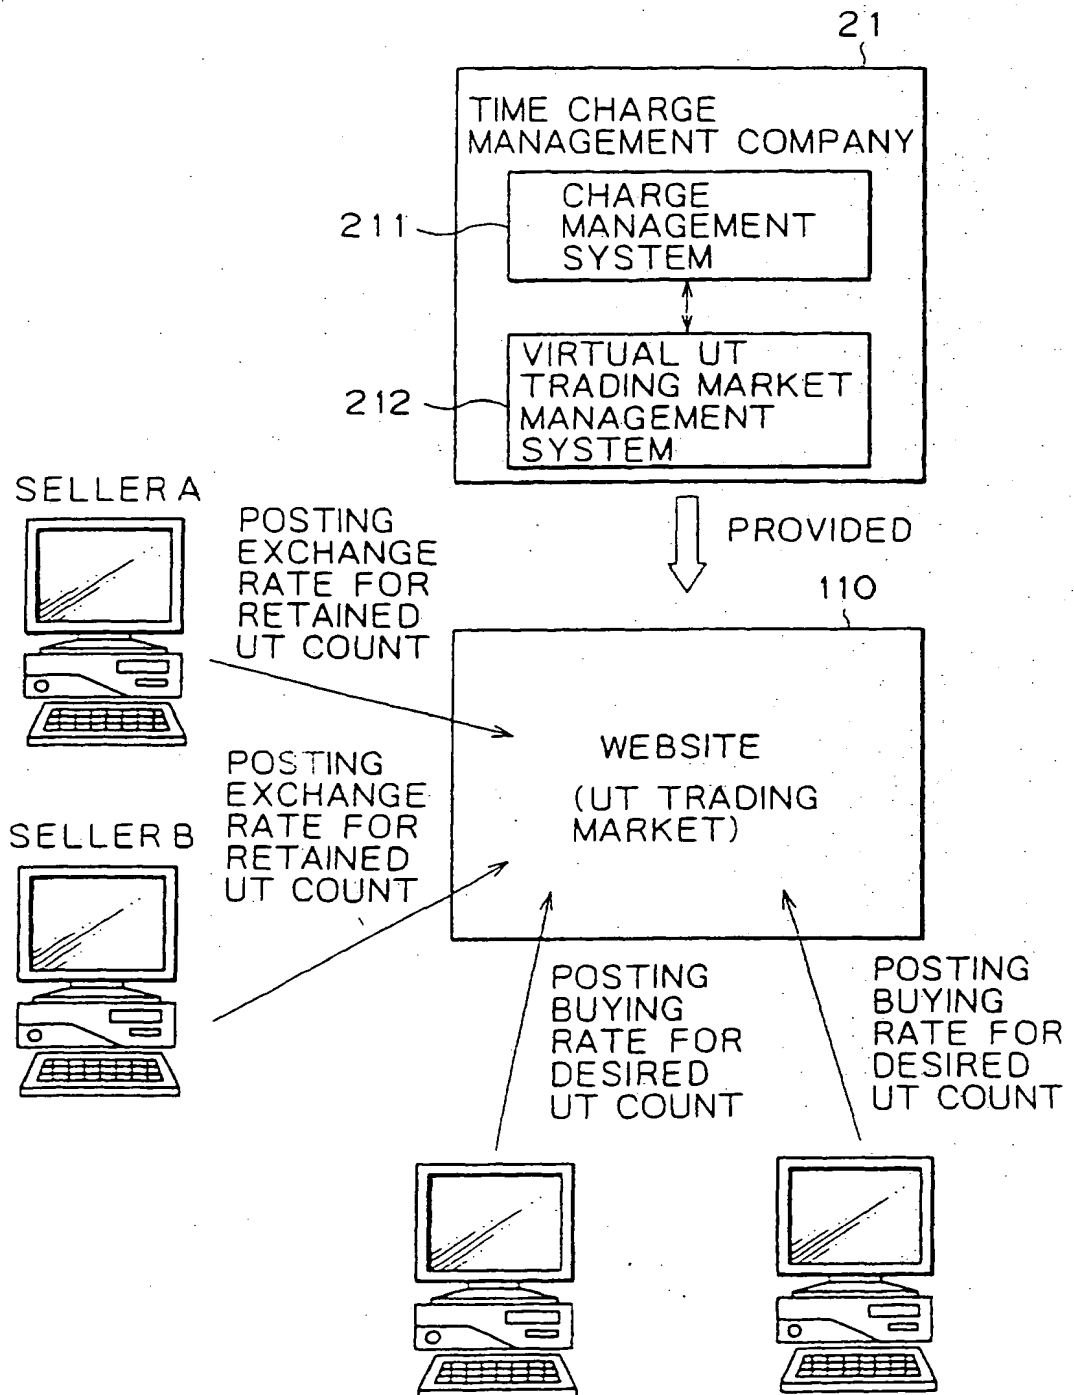 21
TIME CHARGE
MANAGEMENT COMPANY
211
CHARGE
MANAGEMENT
SYSTEM
212
VIRTUAL UT
TRADING MARKET
MANAGEMENT
SYSTEM
PROVIDED
SELLER A
POSTING
EXCHANGE
RATE FOR
RETAINED
UT COUNT
110
WEBSITE
(UT TRADING
MARKET)
SELLER B
POSTING
EXCHANGE
RATE FOR
RETAINED
UT COUNT
POSTING
BUYING
RATE FOR
DESIRED
UT COUNT
POSTING
BUYING
RATE FOR
DESIRED
UT COUNT